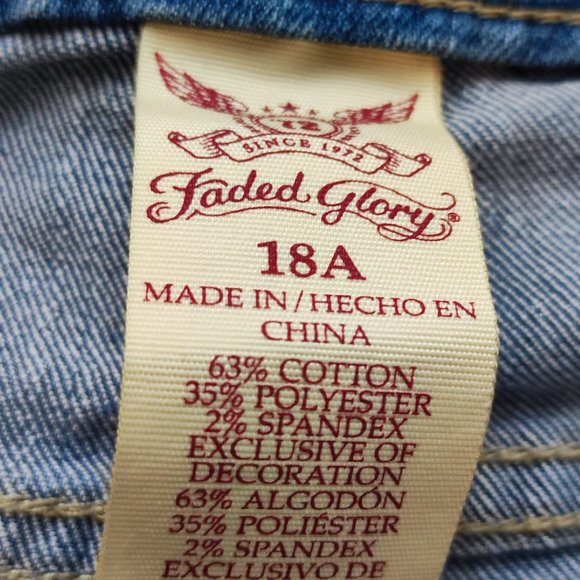 72
SINCE 1972
Faded Glory®
18A
MADE IN/HECHO EN
CHINA
63% COTTON
35% POLYESTER
2% SPANDEX
EXCLUSIVE OF
DECORATION
63% ALGODÓN
35% POLIÉSTER
2% SPANDEX
EXCLUSIVO DE